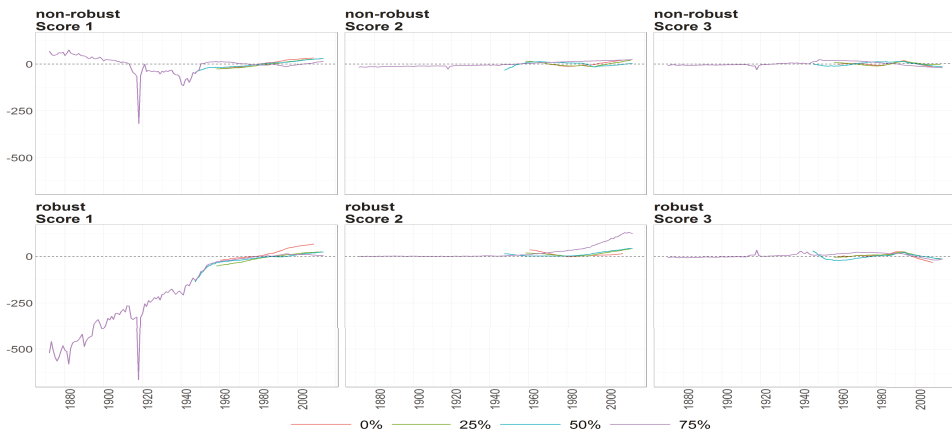 non-robust non-robust non-robust
Score 1 Score 2 Score 3
0
-250
-500
robust robust robust
Score 1 Score 2 Score 3
0
-250
-500
1880 1900 1920 1940 1960 1980 2000 1880 1900 1920 1940 1960 1980 2000 1880 1900 1920 1940 1960 1980 2000
0% 25% 50% 75%